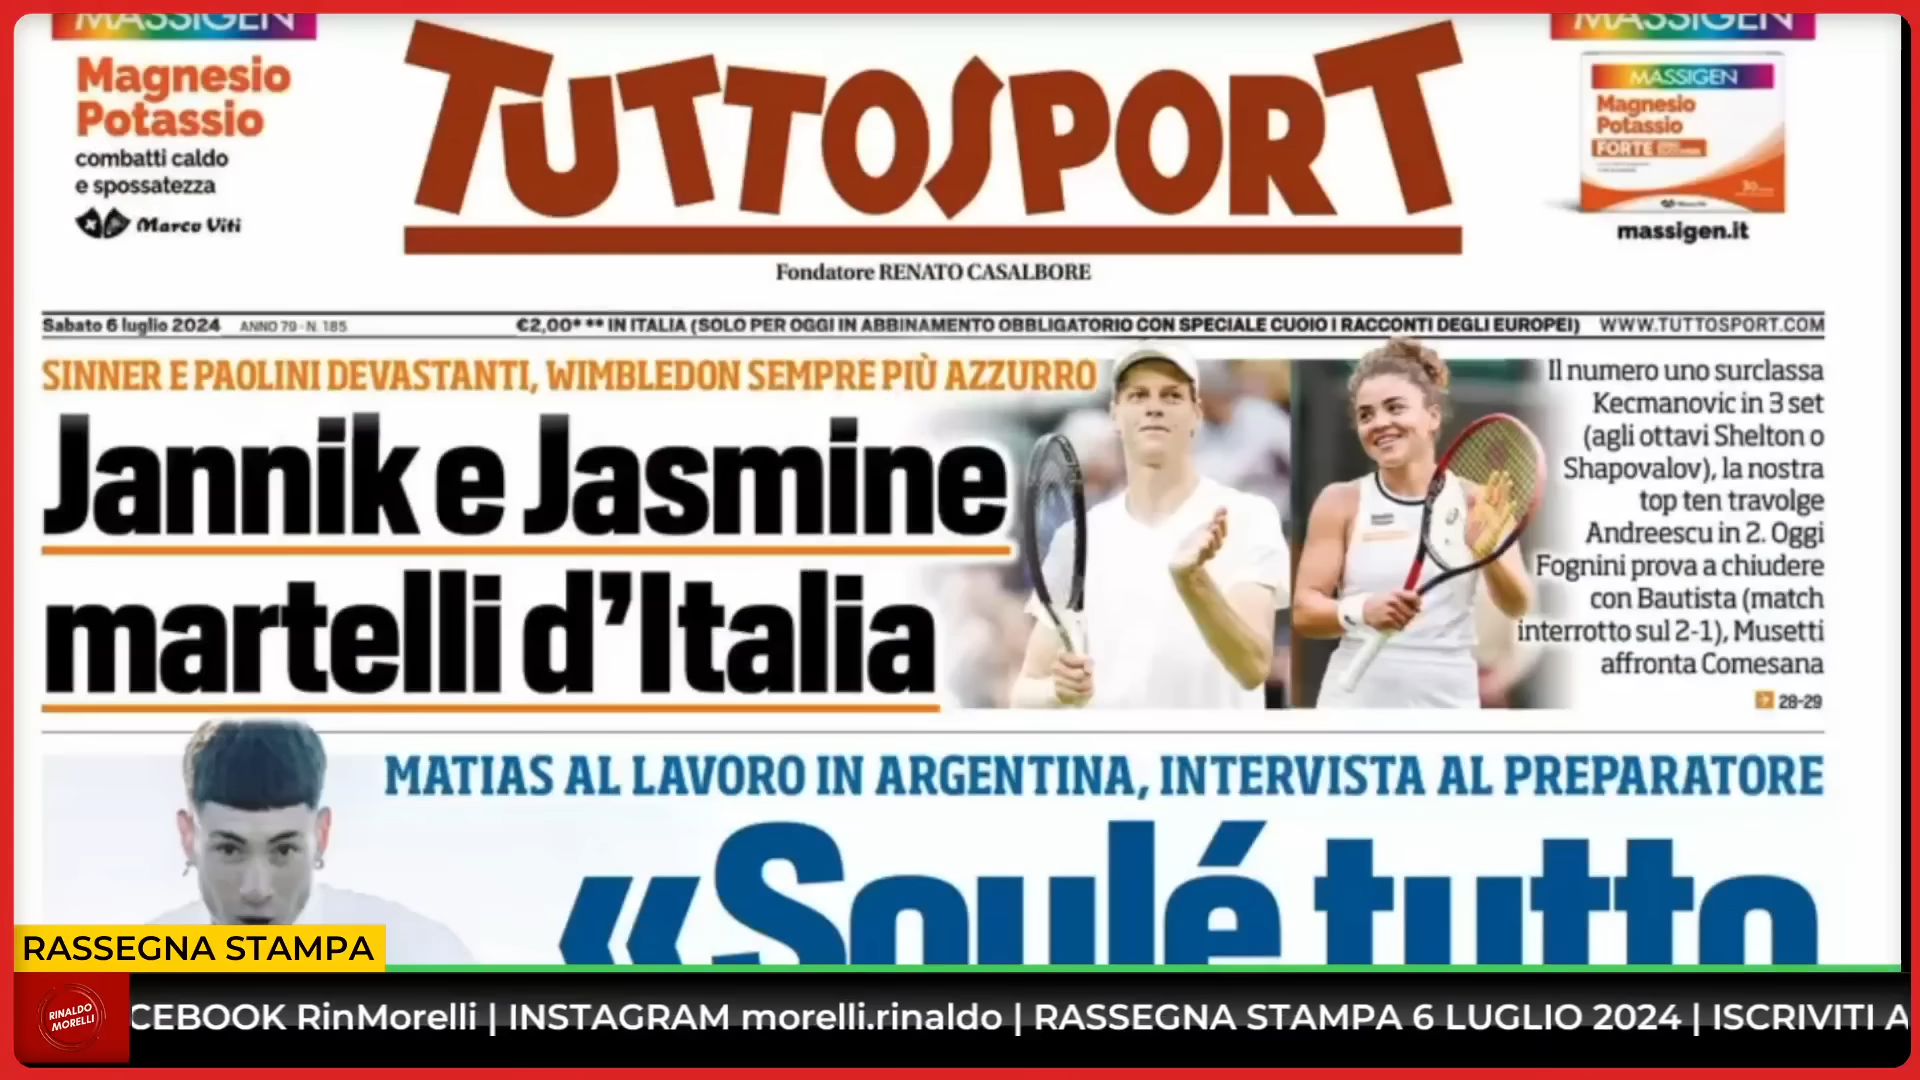 MASSIGEN
Magnesio
Potassio
combatti caldo
e spossatezza
Marco Viti
TUTTOSPORT
Fondatore RENATO CASALBORE
MASSIGEN
MASSIGEN
Magnesio
Potassio
FORTE
massigen.it
Sabato 6 luglio 2024 ANNO 79 - N. 185 €2,00* ** IN ITALIA (SOLO PER OGGI IN ABBINAMENTO OBBLIGATORIO CON SPECIALE CUOIO I RACCONTI DEGLI EUROPEI) WWW.TUTTOSPORT.COM
SINNER E PAOLINI DEVASTANTI, WIMBLEDON SEMPRE PIÙ AZZURRO
Jannik e Jasmine
martelli d'Italia
Il numero uno surclassa
Kecmanovic in 3 set
(agli ottavi Shelton o
Shapovalov), la nostra
top ten travolge
Andreescu in 2. Oggi
Fognini prova a chiudere
con Bautista (match
interrotto sul 2-1), Musetti
affronta Comesana
28-29
MATIAS AL LAVORO IN ARGENTINA, INTERVISTA AL PREPARATORE
«Soulé tutto
RASSEGNA STAMPA
RINALDO
MORELLI
CEBOOK RinMorelli | INSTAGRAM morelli.rinaldo | RASSEGNA STAMPA 6 LUGLIO 2024 | ISCRIVITI A